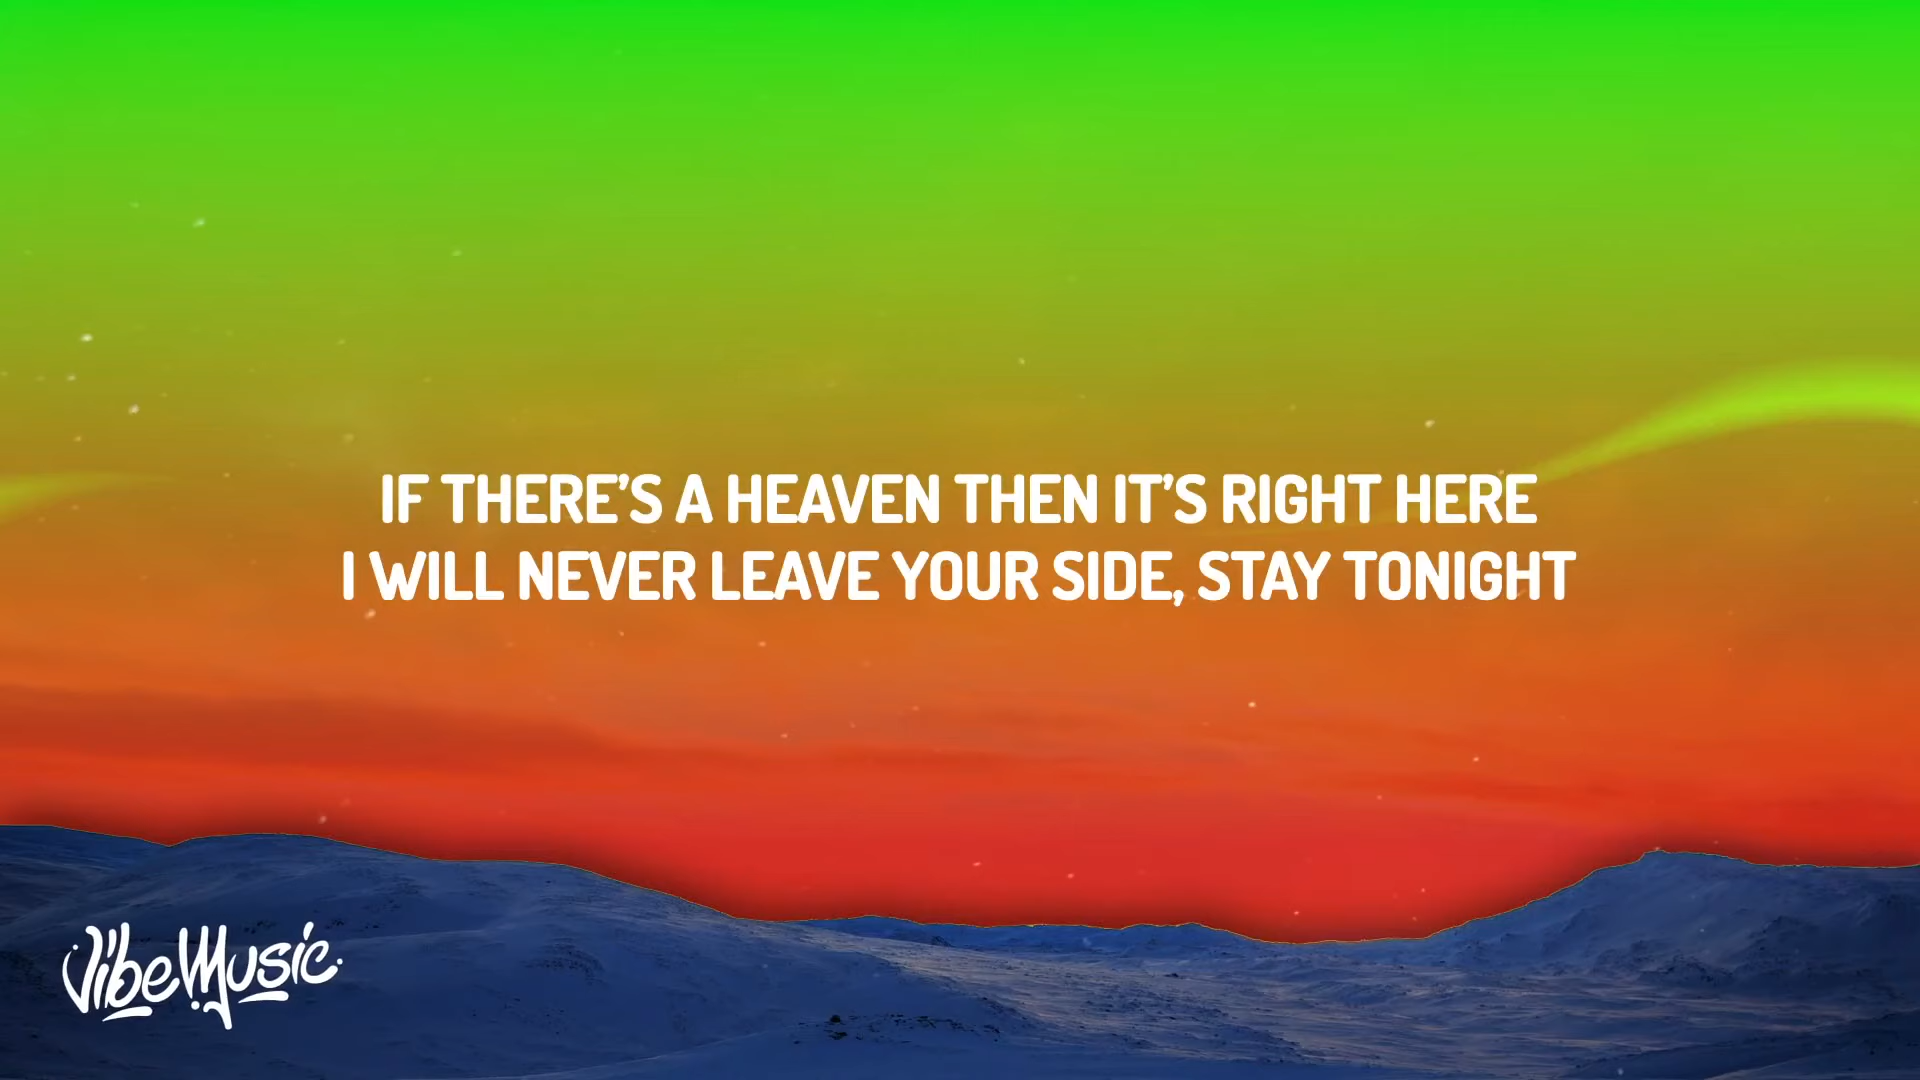 IF THERE’S A HEAVEN THEN IT’S RIGHT HERE
I WILL NEVER LEAVE YOUR SIDE, STAY TONIGHT
VibeMusic